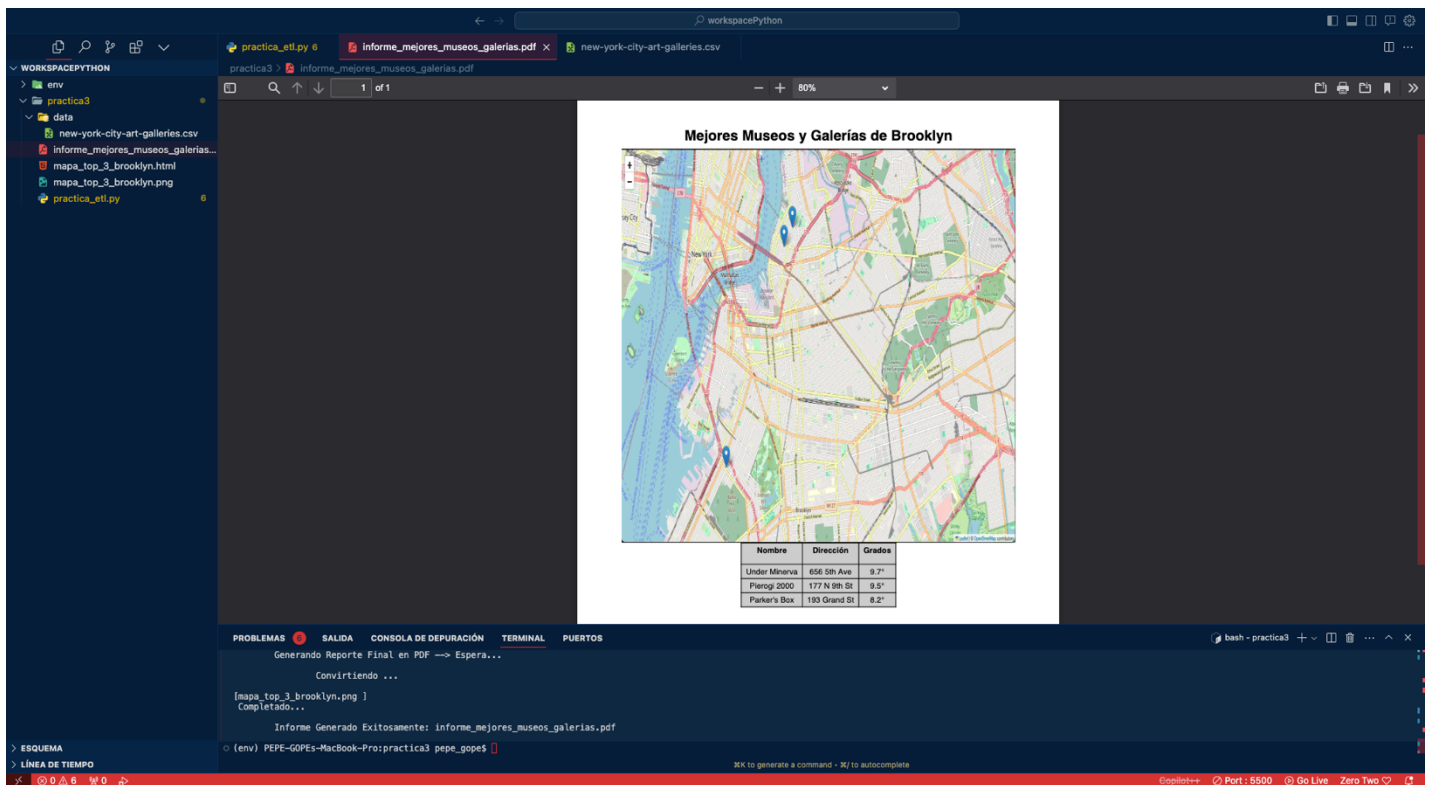 workspacePython
practica_etl.py 6
informe_mejores_museos_galerias.pdf
new-york-city-art-galleries.csv
WORKSPACEPYTHON
practica3 > informe_mejores_museos_galerias.pdf
env
1 of 1
80%
practica3
data
new-york-city-art-galleries.csv
informe_mejores_museos_galerias...
mapa_top_3_brooklyn.html
mapa_top_3_brooklyn.png
practica_etl.py 6
Mejores Museos y Galerías de Brooklyn
+
−
New York
Brooklyn
Nombre Dirección Grados
Under Minerva 656 5th Ave 9.7°
Pierogi 2000 177 N 9th St 9.5°
Parker's Box 193 Grand St 8.2°
PROBLEMAS 6 SALIDA CONSOLA DE DEPURACIÓN TERMINAL PUERTOS
bash - practica3
Generando Reporte Final en PDF ——> Espera...
Convirtiendo ...
[mapa_top_3_brooklyn.png ]
Completado...
Informe Generado Exitosamente: informe_mejores_museos_galerias.pdf
(env) PEPE-GOPEs-MacBook-Pro:practica3 pepe_gope$
ESQUEMA
LÍNEA DE TIEMPO
⌘K to generate a command - ⌘/ to autocomplete
0 6 0
Copilot++ Port : 5500 Go Live Zero Two